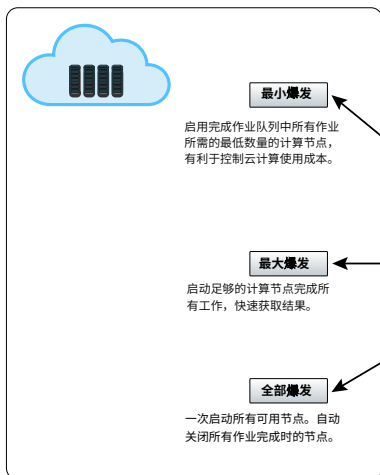 最小爆发
启用完成作业队列中所有作业
所需的最低数量的计算节点，
有利于控制云计算使用成本。
最大爆发
启动足够的计算节点完成所
有工作，快速获取结果。
全部爆发
一次启动所有可用节点。自动
关闭所有作业完成时的节点。